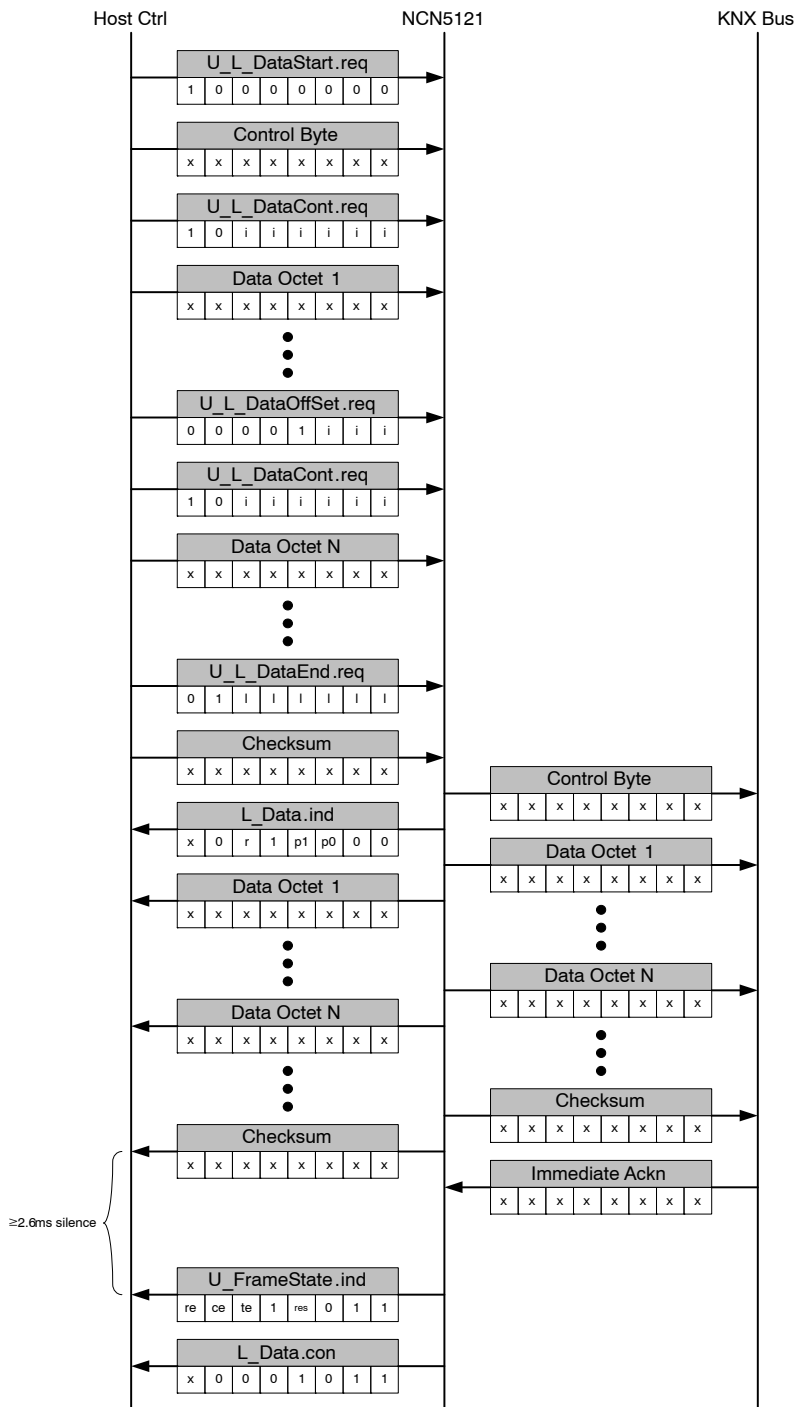 Host Ctrl NCN5121 KNX Bus
U_L_DataStart.req
1 0 0 0 0 0 0 0
Control Byte
x x x x x x x x
U_L_DataCont.req
1 0 i i i i i i
Data Octet 1
x x x x x x x x
U_L_DataOffSet.req
0 0 0 0 1 i i i
U_L_DataCont.req
1 0 i i i i i i
Data Octet N
x x x x x x x x
U_L_DataEnd.req
0 1 l l l l l l
Checksum
x x x x x x x x
Control Byte
x x x x x x x x
L_Data.ind
x 0 r 1 p1 p0 0 0
Data Octet 1
x x x x x x x x
Data Octet 1
x x x x x x x x
Data Octet N
x x x x x x x x
Data Octet N
x x x x x x x x
Checksum
x x x x x x x x
Checksum
x x x x x x x x
Immediate Ackn
x x x x x x x x
≥2.6ms silence
U_FrameState.ind
re ce te 1 res 0 1 1
L_Data.con
x 0 0 0 1 0 1 1